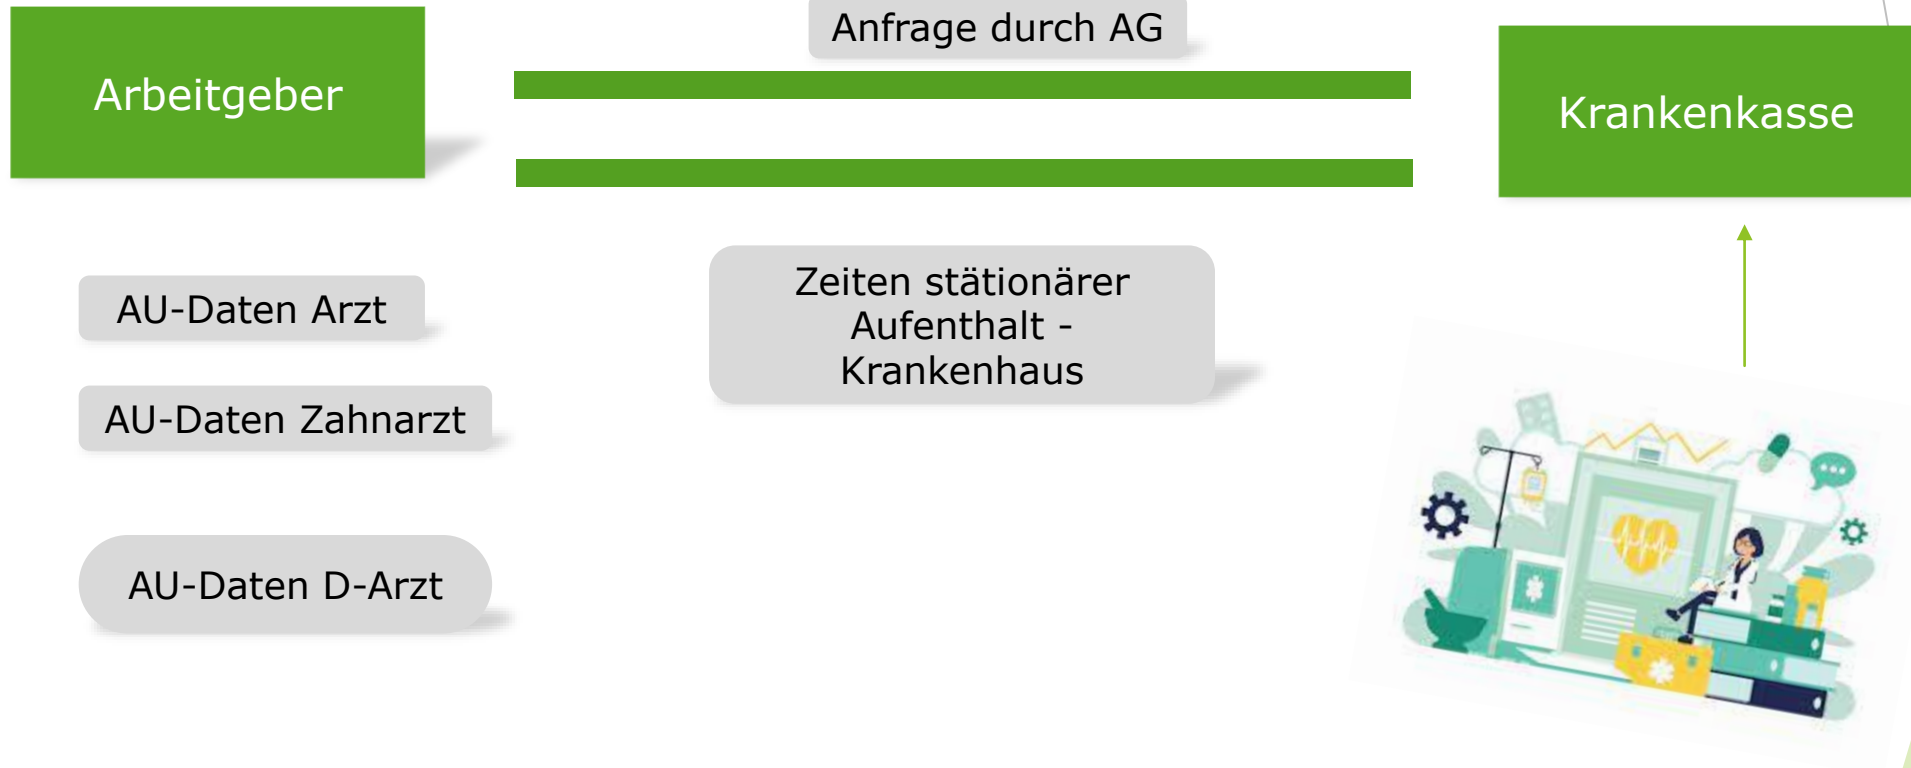 Anfrage durch AG
Arbeitgeber
Krankenkasse
AU-Daten Arzt
Zeiten stätionärer
Aufenthalt -
Krankenhaus
AU-Daten Zahnarzt
AU-Daten D-Arzt